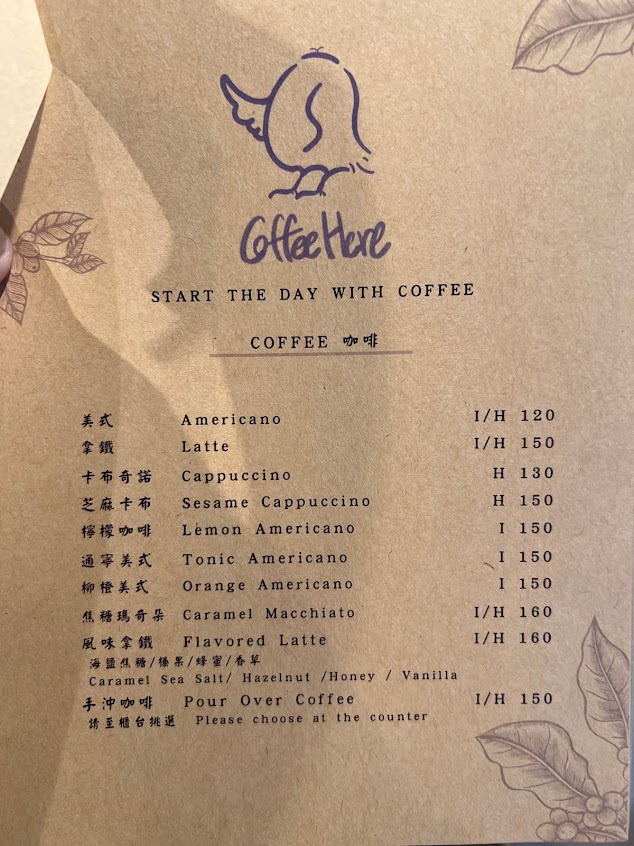 Coffee Here
START THE DAY WITH COFFEE
COFFEE 咖啡
美式 Americano I/H 120
拿鐵 Latte I/H 150
卡布奇諾 Cappuccino H 130
芝麻卡布 Sesame Cappuccino H 150
檸檬咖啡 Lemon Americano I 150
通寧美式 Tonic Americano I 150
柳橙美式 Orange Americano I 150
焦糖瑪奇朵 Caramel Macchiato I/H 160
風味拿鐵 Flavored Latte I/H 160
海鹽焦糖/榛果/蜂蜜/香草
Caramel Sea Salt/ Hazelnut /Honey / Vanilla
手沖咖啡 Pour Over Coffee I/H 150
請至櫃台挑選 Please choose at the counter